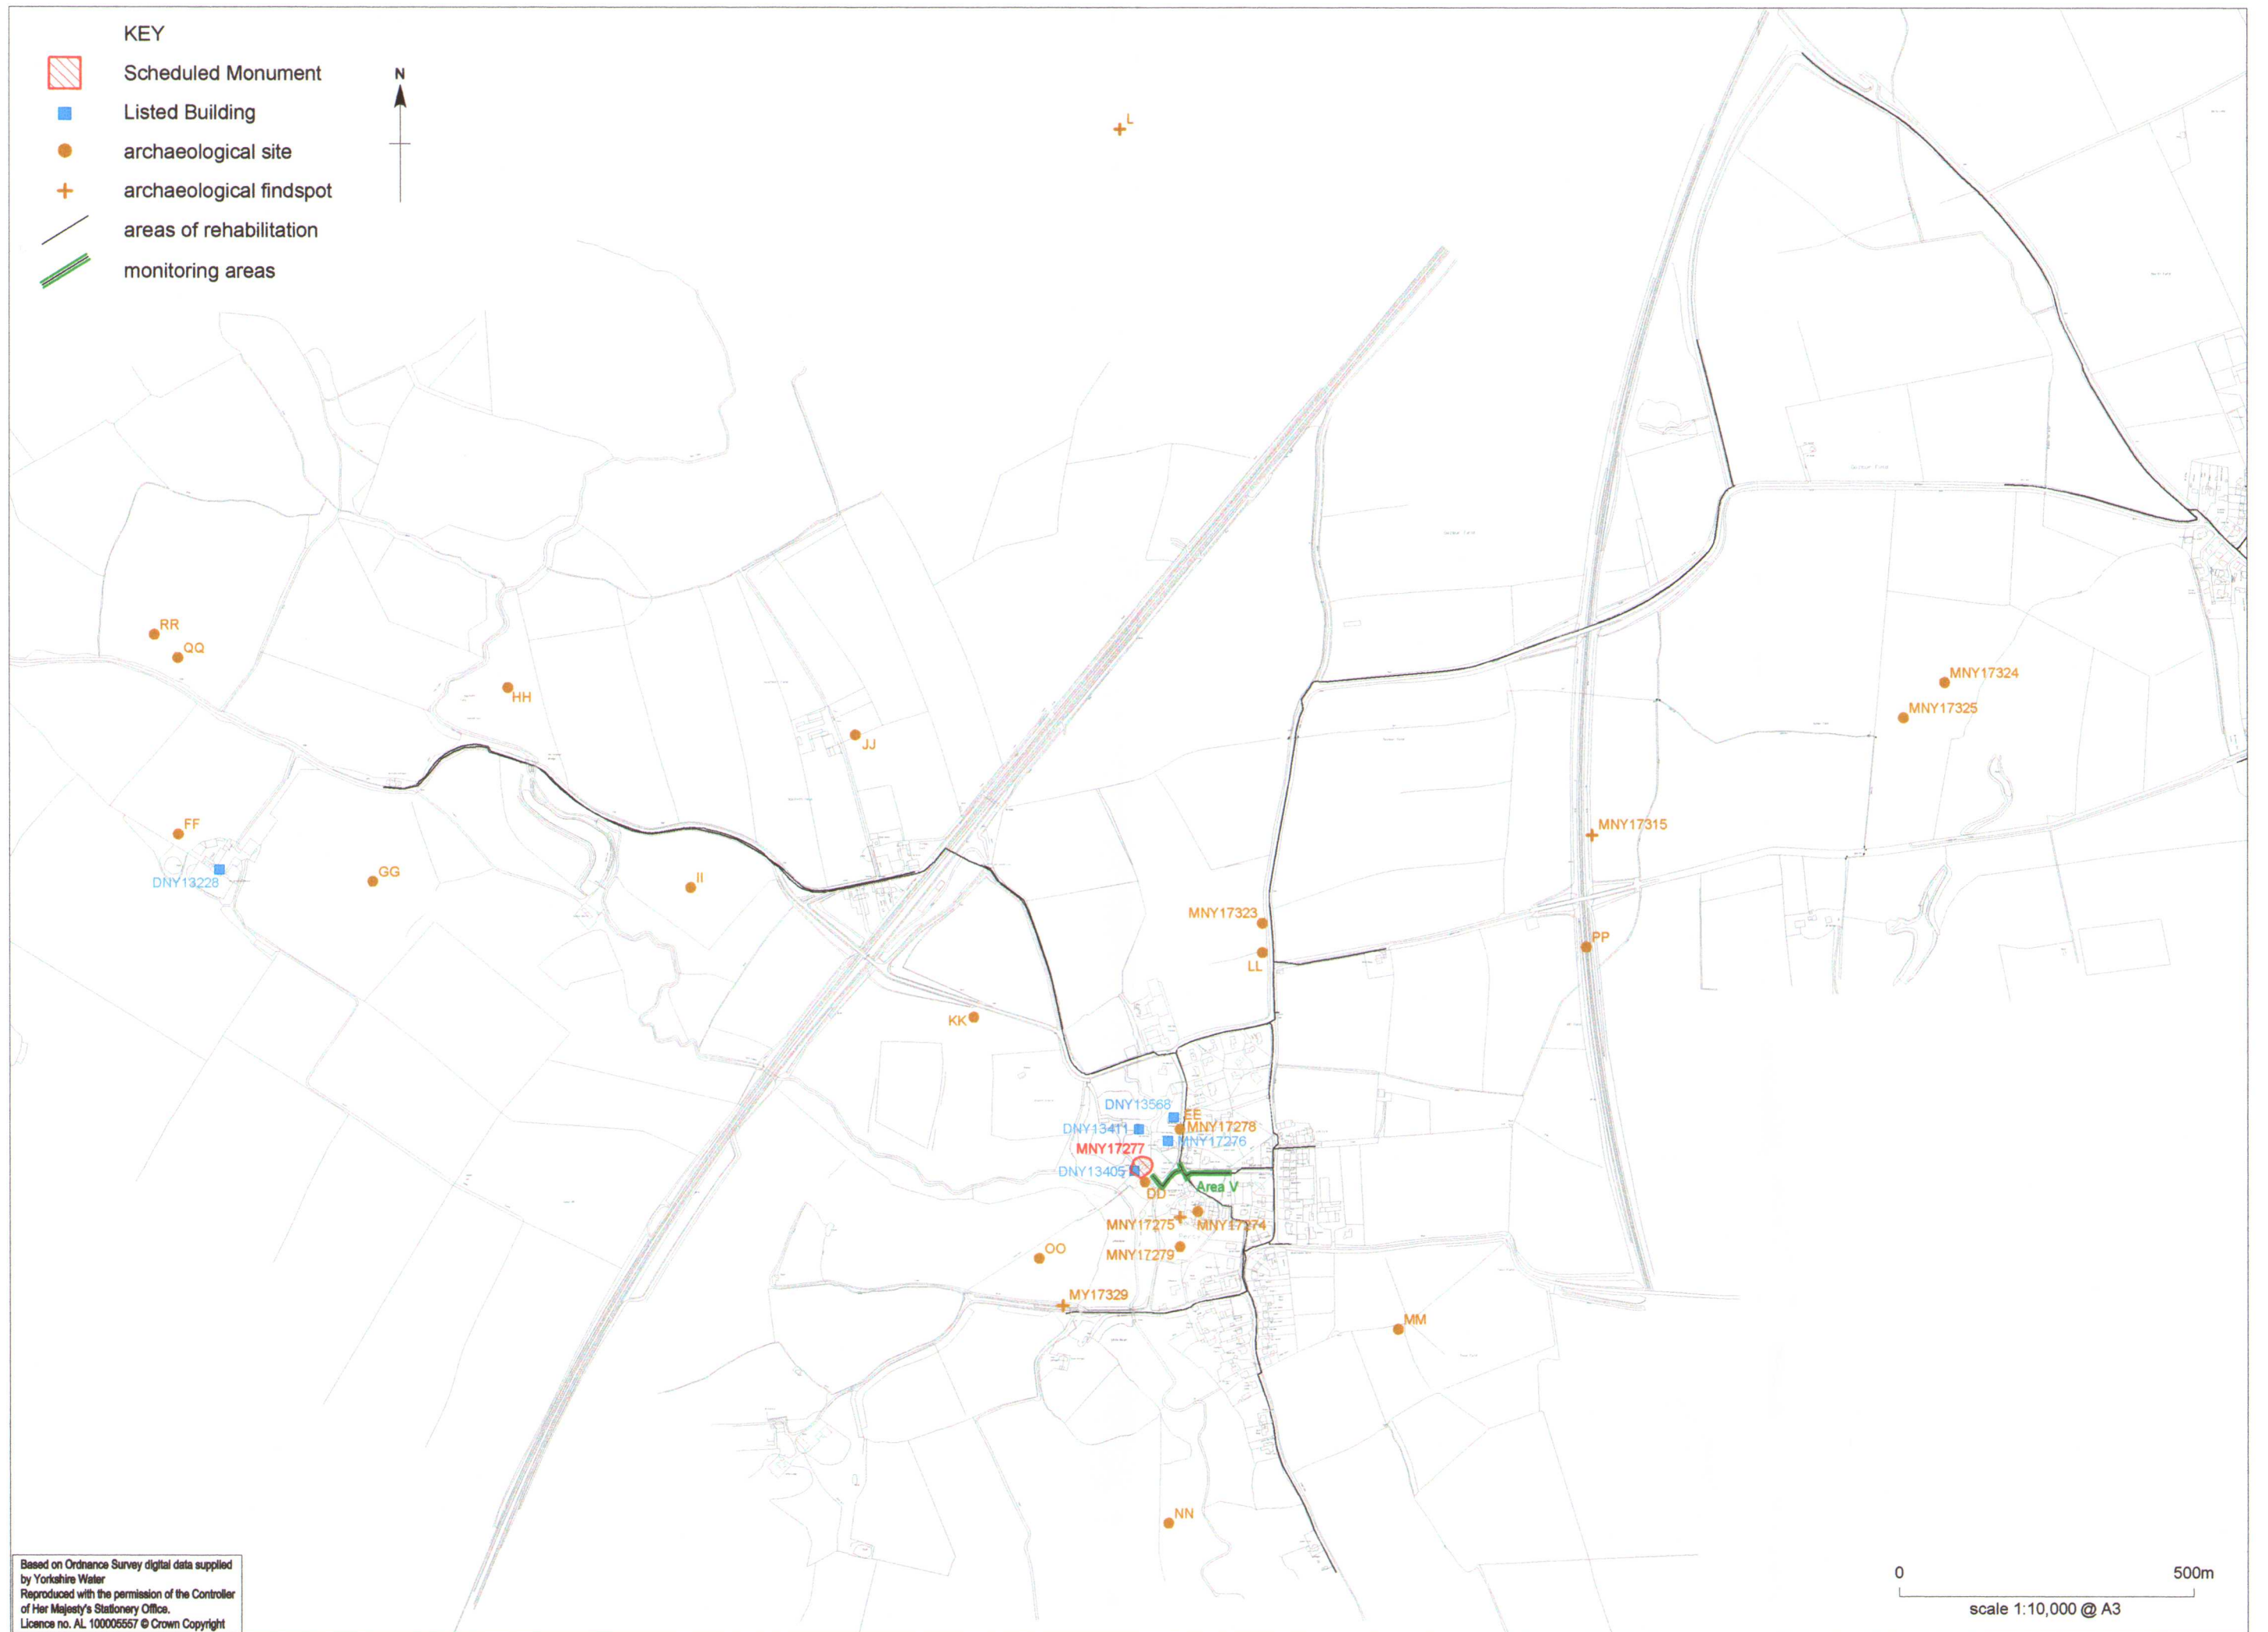 KEY
Scheduled Monument
Listed Building
archaeological site
archaeological findspot
areas of rehabilitation
monitoring areas
N
L
RR
QQ
HH
JJ
MNY17324
MNY17325
FF
DNY13228
GG
II
MNY17315
MNY17323
LL
PP
KK
DNY13568
EE
DNY13411
MNY17278
MNY17276
MNY17277
DNY13405
DD
Area V
MNY17275
MNY17274
MNY17279
OO
MY17329
MM
NN
Based on Ordnance Survey digital data supplied
by Yorkshire Water
Reproduced with the permission of the Controller
of Her Majesty's Stationery Office.
Licence no. AL 100005557 © Crown Copyright
0 500m
scale 1:10,000 @ A3